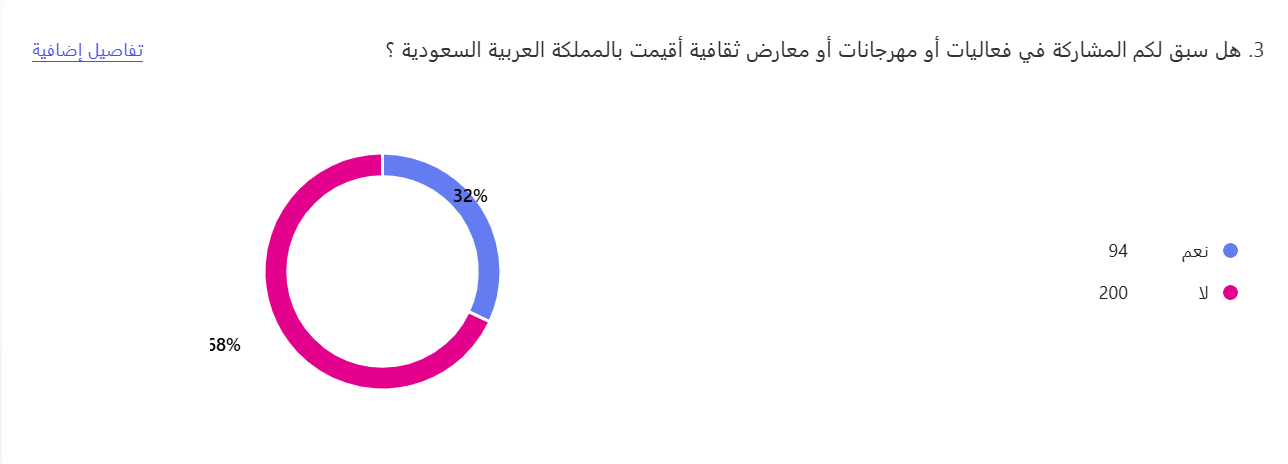 3. هل سبق لكم المشاركة في فعاليات أو مهرجانات أو معارض ثقافية أقيمت بالمملكة العربية السعودية ؟
تفاصيل إضافية
32%
68%
نعم 94
لا 200